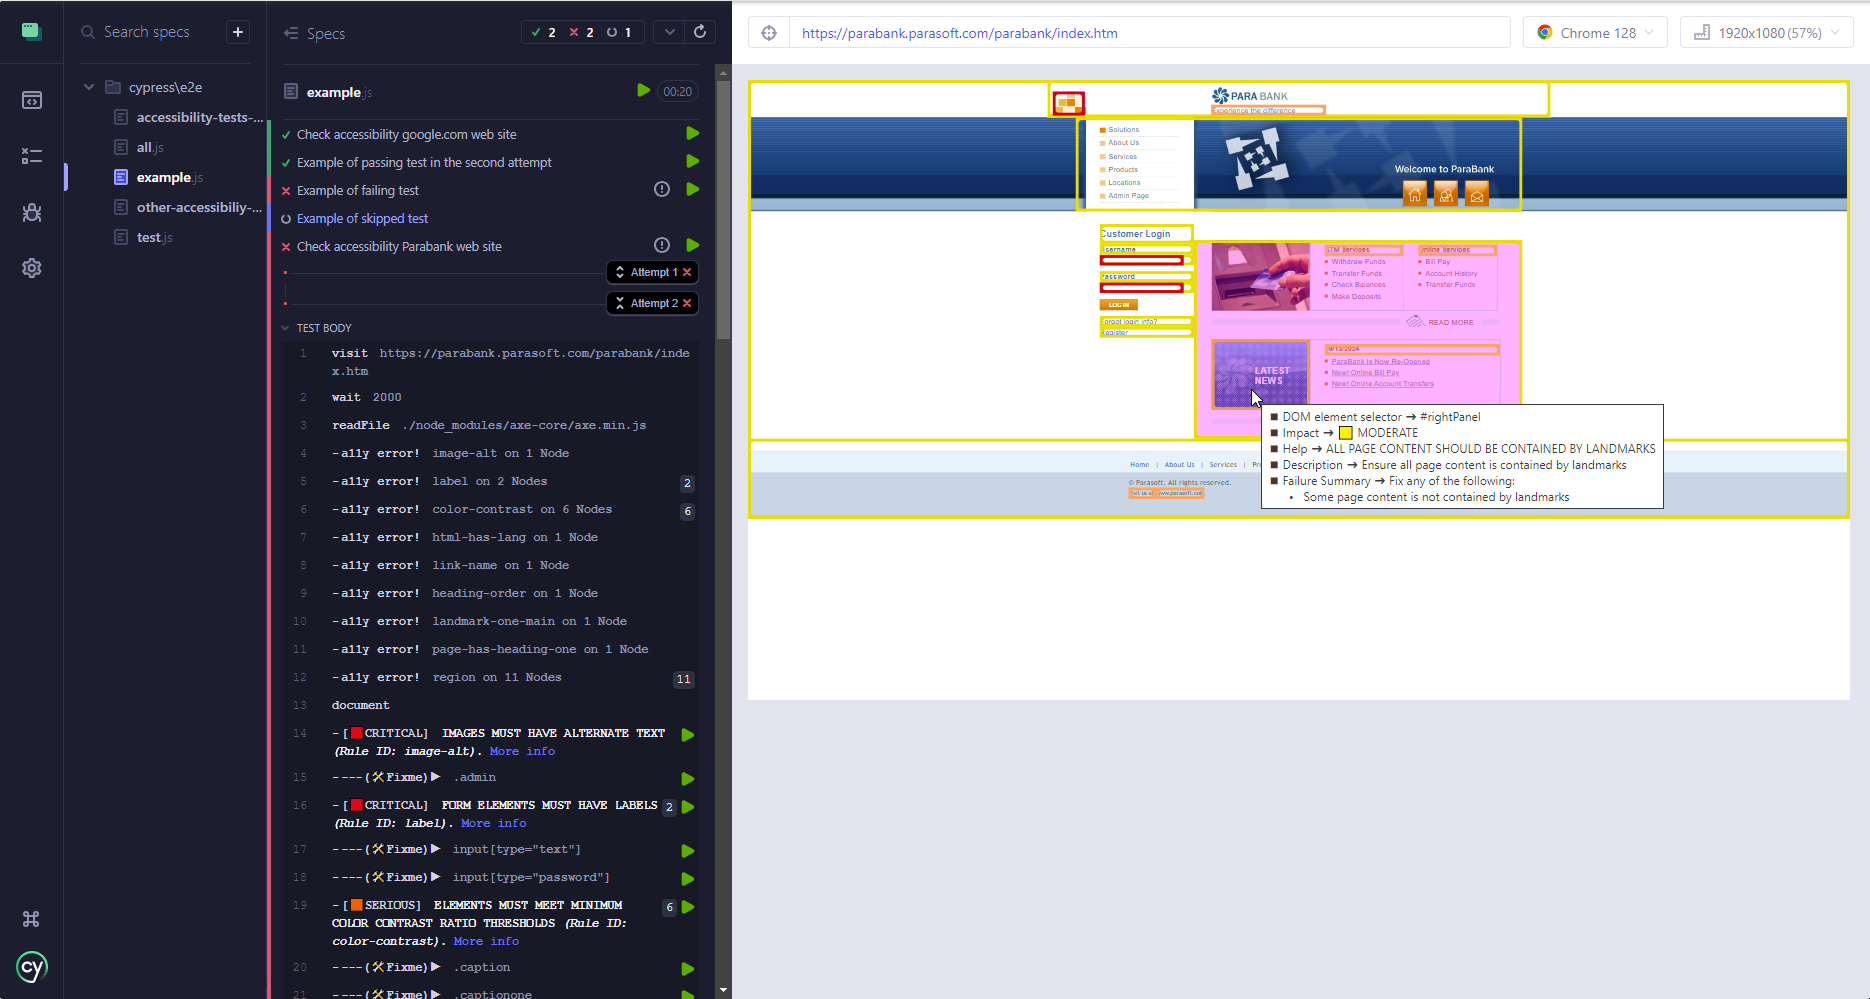 Search specs
+
cypress\e2e
accessibility-tests-...
all.js
example.js
other-accessibiliy-...
test.js
cy
Specs
2
2
1
example.js
00:20
Check accessibility google.com web site
Example of passing test in the second attempt
Example of failing test
Example of skipped test
Check accessibility Parabank web site
Attempt 1
Attempt 2
TEST BODY
1 visit https://parabank.parasoft.com/parabank/inde
x.htm
2 wait 2000
3 readFile ./node_modules/axe-core/axe.min.js
4 -a11y error! image-alt on 1 Node
5 -a11y error! label on 2 Nodes 2
6 -a11y error! color-contrast on 6 Nodes 6
7 -a11y error! html-has-lang on 1 Node
8 -a11y error! link-name on 1 Node
9 -a11y error! heading-order on 1 Node
10 -a11y error! landmark-one-main on 1 Node
11 -a11y error! page-has-heading-one on 1 Node
12 -a11y error! region on 11 Nodes 11
13 document
14 -[🟥CRITICAL] IMAGES MUST HAVE ALTERNATE TEXT
(Rule ID: image-alt). More info
15 ----(🛠Fixme)▶ .admin
16 -[🟥CRITICAL] FORM ELEMENTS MUST HAVE LABELS 2
(Rule ID: label). More info
17 ----(🛠Fixme)▶ input[type="text"]
18 ----(🛠Fixme)▶ input[type="password"]
19 -[🟧SERIOUS] ELEMENTS MUST MEET MINIMUM 6
COLOR CONTRAST RATIO THRESHOLDS (Rule ID:
color-contrast). More info
20 ----(🛠Fixme)▶ .caption
21 ----(🛠Fixme)▶ .captionone
https://parabank.parasoft.com/parabank/index.htm
Chrome 128
1920x1080 (57%)
PARA BANK
Experience the difference
Solutions
About Us
Services
Products
Locations
Admin Page
Welcome to ParaBank
Customer Login
Username
Password
LOG IN
Forgot login info?
Register
ATM Services
Withdraw Funds
Transfer Funds
Check Balances
Make Deposits
Online Services
Bill Pay
Account History
Transfer Funds
READ MORE
LATEST
NEWS
8/13/2024
ParaBank Is Now Re-Opened
New! Online Bill Pay
New! Online Account Transfers
■ DOM element selector → #rightPanel
■ Impact → 🟨 MODERATE
■ Help → ALL PAGE CONTENT SHOULD BE CONTAINED BY LANDMARKS
■ Description → Ensure all page content is contained by landmarks
■ Failure Summary → Fix any of the following:
• Some page content is not contained by landmarks
Home | About Us | Services | Pr
© Parasoft. All rights reserved.
Visit us at: www.parasoft.com